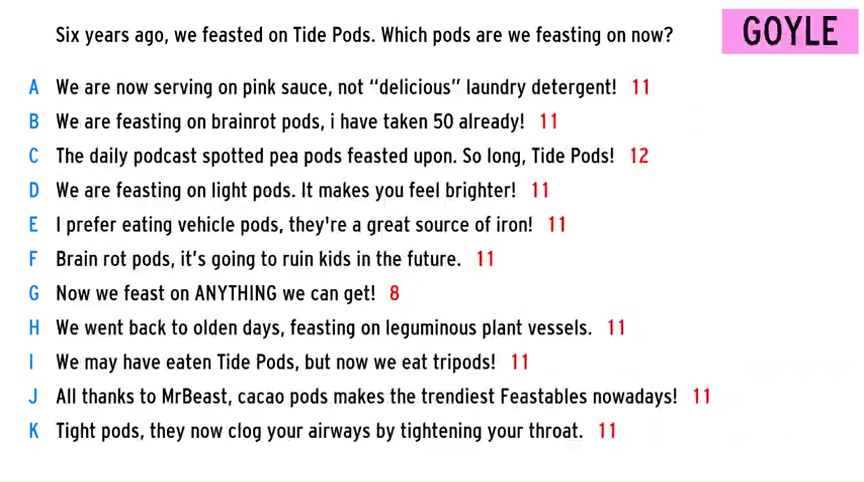 Six years ago, we feasted on Tide Pods. Which pods are we feasting on now?
GOYLE
A We are now serving on pink sauce, not “delicious” laundry detergent! 11
B We are feasting on brainrot pods, i have taken 50 already! 11
C The daily podcast spotted pea pods feasted upon. So long, Tide Pods! 12
D We are feasting on light pods. It makes you feel brighter! 11
E I prefer eating vehicle pods, they're a great source of iron! 11
F Brain rot pods, it’s going to ruin kids in the future. 11
G Now we feast on ANYTHING we can get! 8
H We went back to olden days, feasting on leguminous plant vessels. 11
I We may have eaten Tide Pods, but now we eat tripods! 11
J All thanks to MrBeast, cacao pods makes the trendiest Feastables nowadays! 11
K Tight pods, they now clog your airways by tightening your throat. 11